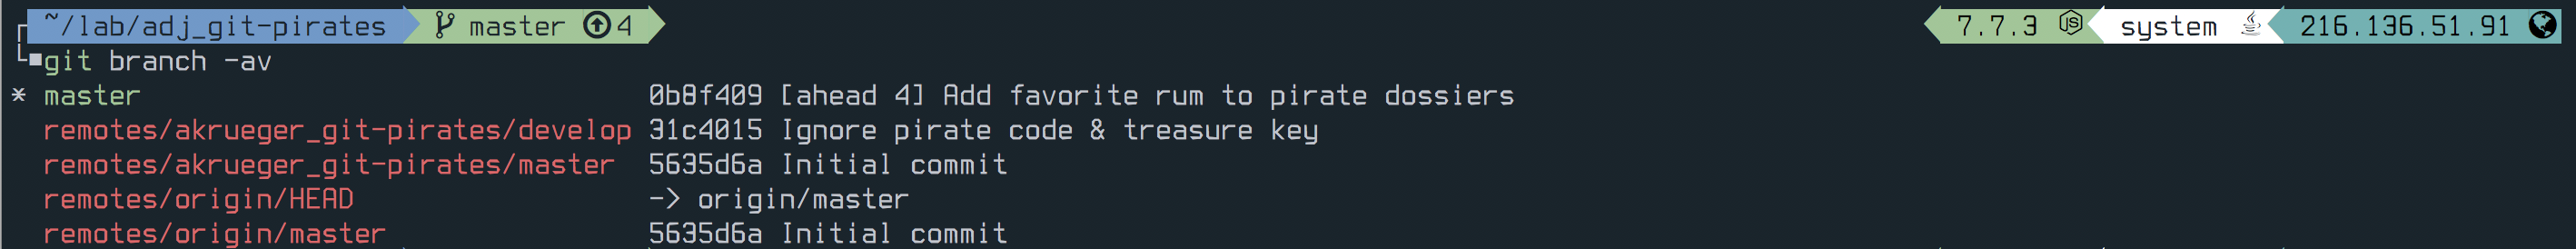 ~/lab/adj_git-pirates master 4 7.7.3 JS system 216.136.51.91
git branch -av
* master 0b8f409 [ahead 4] Add favorite rum to pirate dossiers
remotes/akrueger_git-pirates/develop 31c4015 Ignore pirate code & treasure key
remotes/akrueger_git-pirates/master 5635d6a Initial commit
remotes/origin/HEAD -> origin/master
remotes/origin/master 5635d6a Initial commit